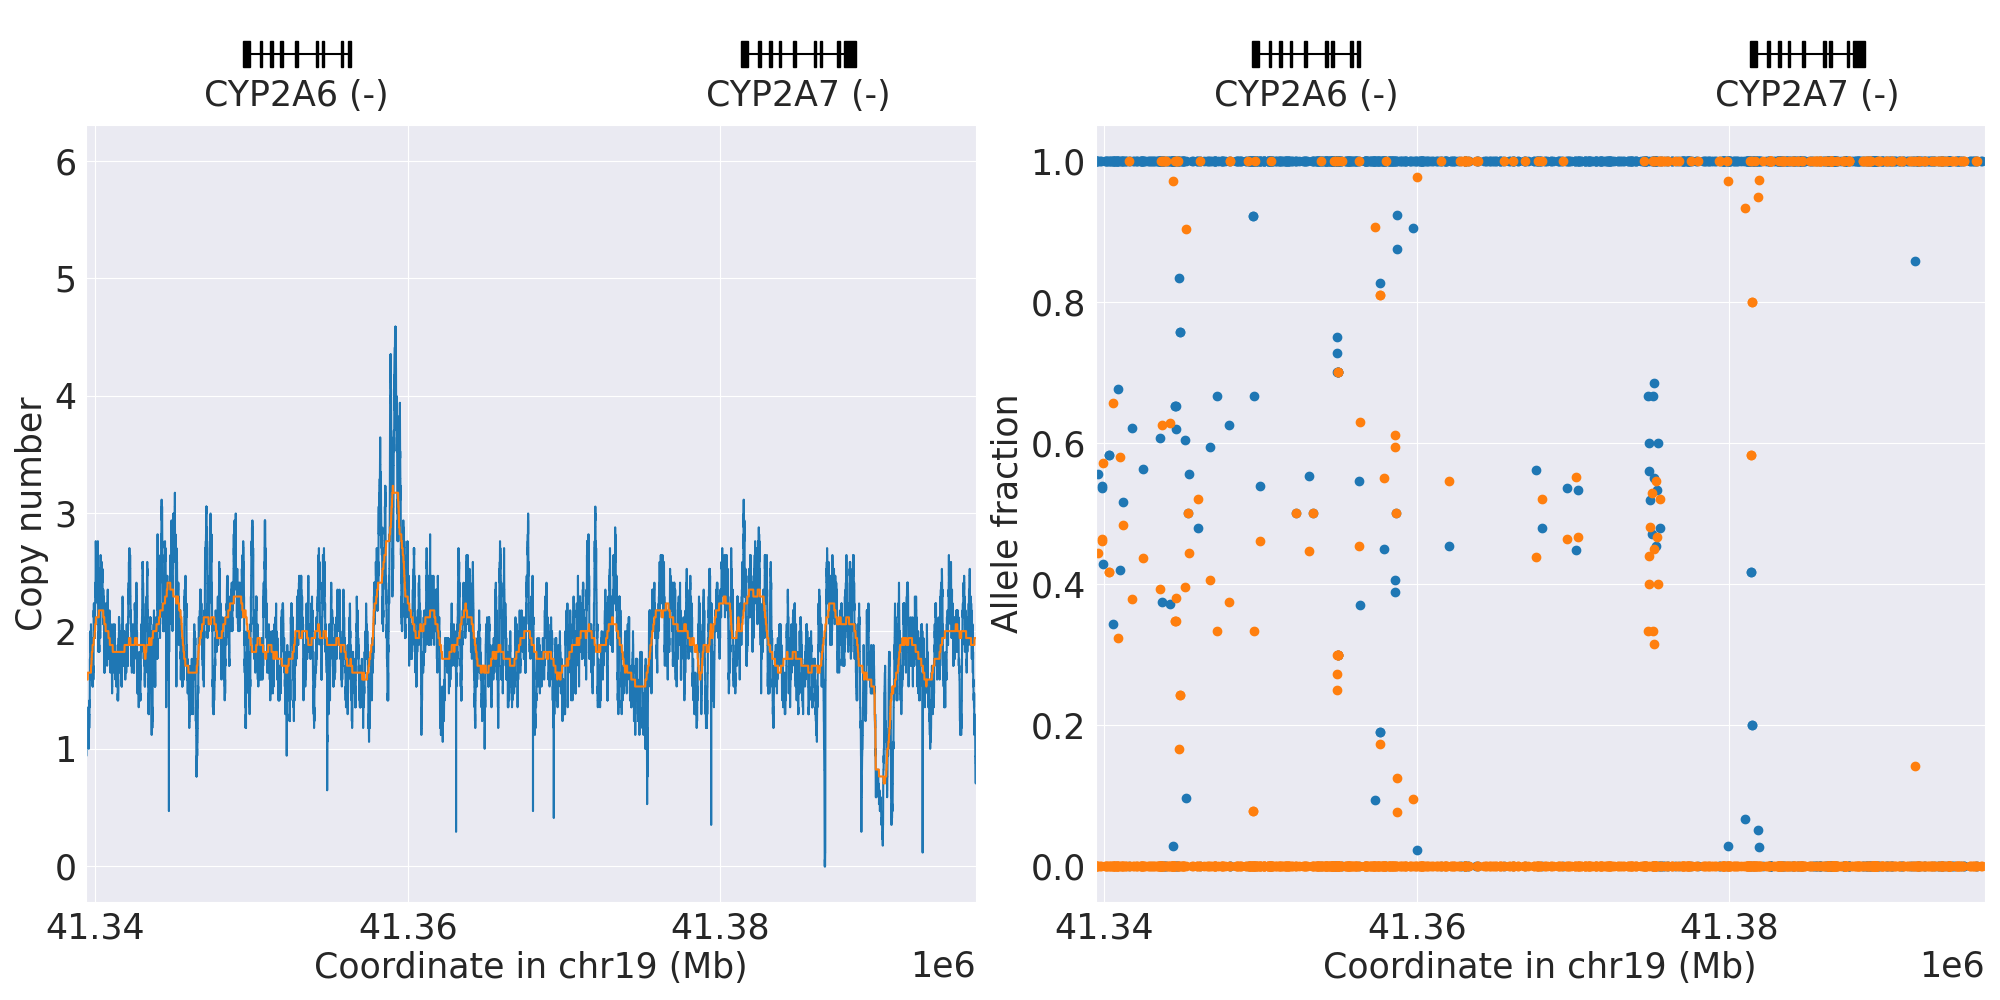 CYP2A6 (-)
CYP2A7 (-)
6
5
4
3
2
1
0
Copy number
41.34
41.36
41.38
Coordinate in chr19 (Mb)
1e6
CYP2A6 (-)
CYP2A7 (-)
1.0
0.8
0.6
0.4
0.2
0.0
Allele fraction
41.34
41.36
41.38
Coordinate in chr19 (Mb)
1e6